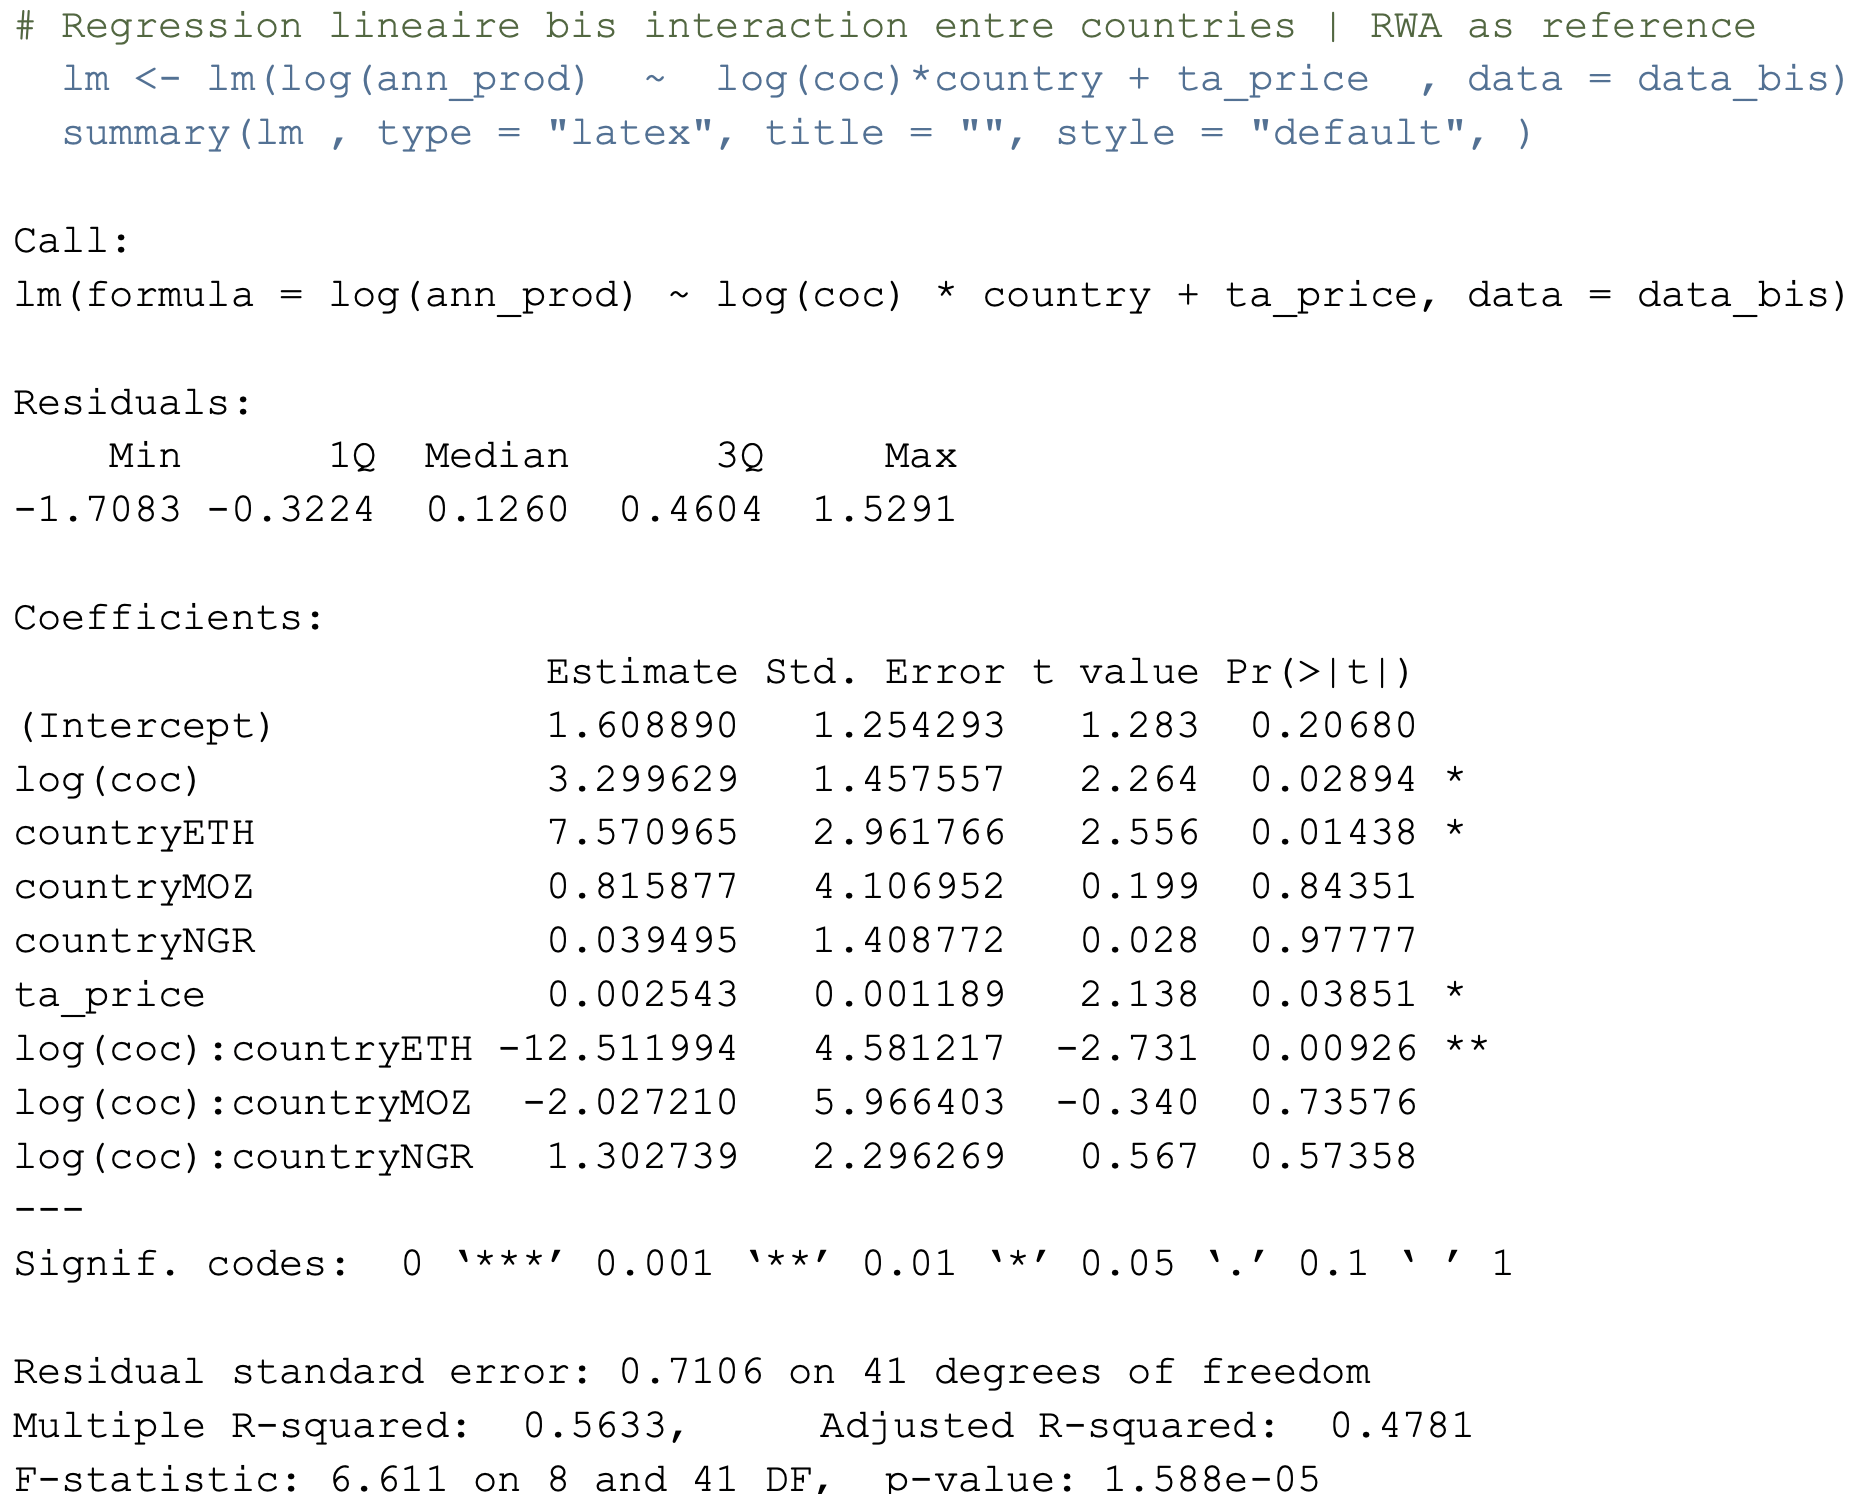 # Regression lineaire bis interaction entre countries | RWA as reference
  lm <- lm(log(ann_prod)  ~  log(coc)*country + ta_price  , data = data_bis)
  summary(lm , type = "latex", title = "", style = "default", )

Call:
lm(formula = log(ann_prod) ~ log(coc) * country + ta_price, data = data_bis)

Residuals:
    Min      1Q  Median      3Q     Max
-1.7083 -0.3224  0.1260  0.4604  1.5291

Coefficients:
                      Estimate Std. Error t value Pr(>|t|)
(Intercept)           1.608890   1.254293   1.283  0.20680
log(coc)              3.299629   1.457557   2.264  0.02894 *
countryETH            7.570965   2.961766   2.556  0.01438 *
countryMOZ            0.815877   4.106952   0.199  0.84351
countryNGR            0.039495   1.408772   0.028  0.97777
ta_price              0.002543   0.001189   2.138  0.03851 *
log(coc):countryETH -12.511994   4.581217  -2.731  0.00926 **
log(coc):countryMOZ  -2.027210   5.966403  -0.340  0.73576
log(coc):countryNGR   1.302739   2.296269   0.567  0.57358
---
Signif. codes:  0 ‘***’ 0.001 ‘**’ 0.01 ‘*’ 0.05 ‘.’ 0.1 ‘ ’ 1

Residual standard error: 0.7106 on 41 degrees of freedom
Multiple R-squared:  0.5633,     Adjusted R-squared:  0.4781
F-statistic: 6.611 on 8 and 41 DF,  p-value: 1.588e-05